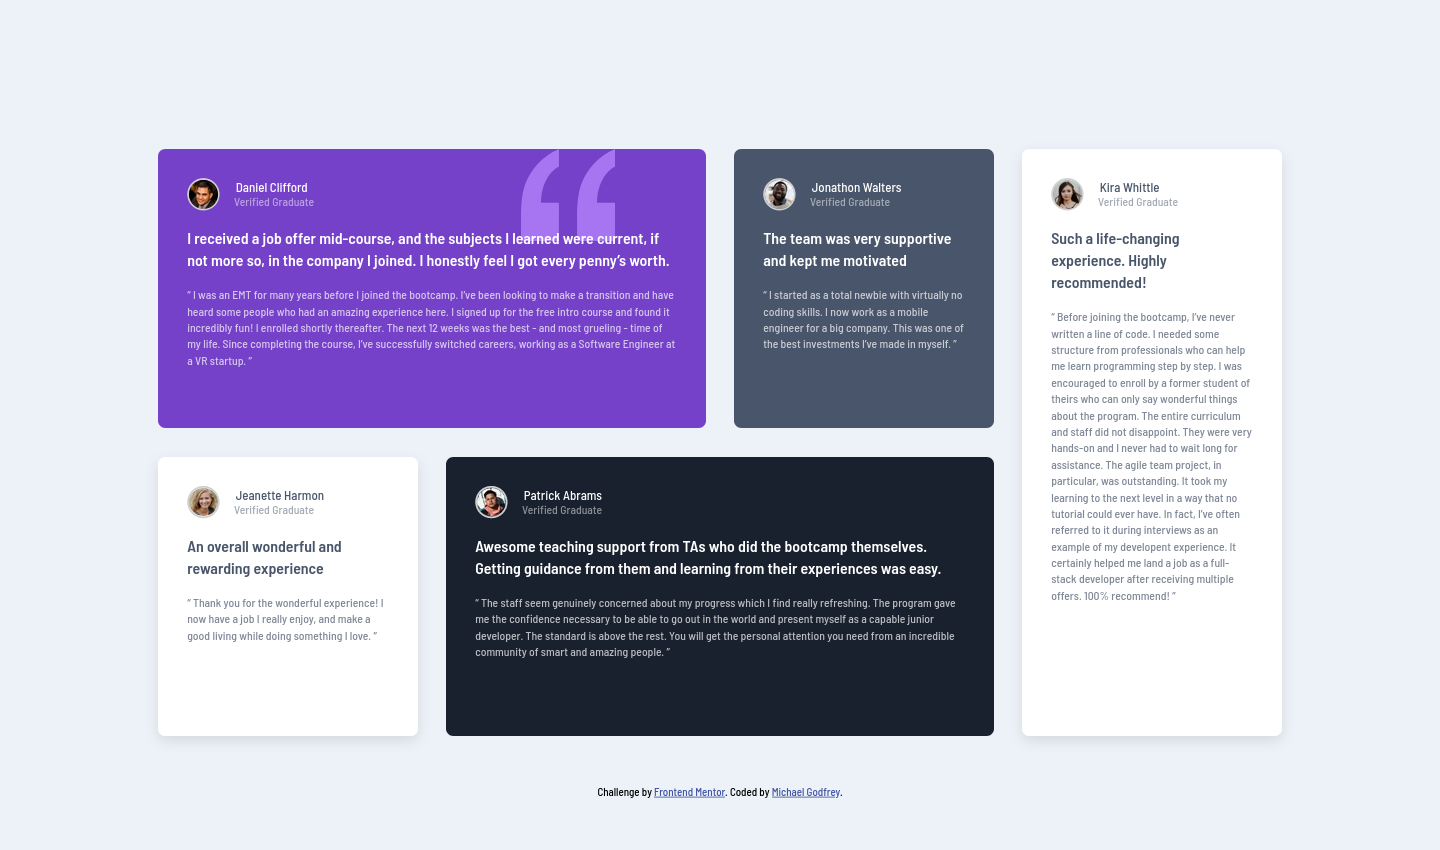 Daniel Clifford
Verified Graduate
I received a job offer mid-course, and the subjects I learned were current, if
not more so, in the company I joined. I honestly feel I got every penny’s worth.
“ I was an EMT for many years before I joined the bootcamp. I’ve been looking to make a transition and have
heard some people who had an amazing experience here. I signed up for the free intro course and found it
incredibly fun! I enrolled shortly thereafter. The next 12 weeks was the best - and most grueling - time of
my life. Since completing the course, I’ve successfully switched careers, working as a Software Engineer at
a VR startup. ”
Jonathon Walters
Verified Graduate
The team was very supportive
and kept me motivated
“ I started as a total newbie with virtually no
coding skills. I now work as a mobile
engineer for a big company. This was one of
the best investments I’ve made in myself. ”
Kira Whittle
Verified Graduate
Such a life-changing
experience. Highly
recommended!
“ Before joining the bootcamp, I’ve never
written a line of code. I needed some
structure from professionals who can help
me learn programming step by step. I was
encouraged to enroll by a former student of
theirs who can only say wonderful things
about the program. The entire curriculum
and staff did not disappoint. They were very
hands-on and I never had to wait long for
assistance. The agile team project, in
particular, was outstanding. It took my
learning to the next level in a way that no
tutorial could ever have. In fact, I’ve often
referred to it during interviews as an
example of my developent experience. It
certainly helped me land a job as a full-
stack developer after receiving multiple
offers. 100% recommend! ”
Jeanette Harmon
Verified Graduate
An overall wonderful and
rewarding experience
“ Thank you for the wonderful experience! I
now have a job I really enjoy, and make a
good living while doing something I love. ”
Patrick Abrams
Verified Graduate
Awesome teaching support from TAs who did the bootcamp themselves.
Getting guidance from them and learning from their experiences was easy.
“ The staff seem genuinely concerned about my progress which I find really refreshing. The program gave
me the confidence necessary to be able to go out in the world and present myself as a capable junior
developer. The standard is above the rest. You will get the personal attention you need from an incredible
community of smart and amazing people. ”
Challenge by Frontend Mentor. Coded by Michael Godfrey.